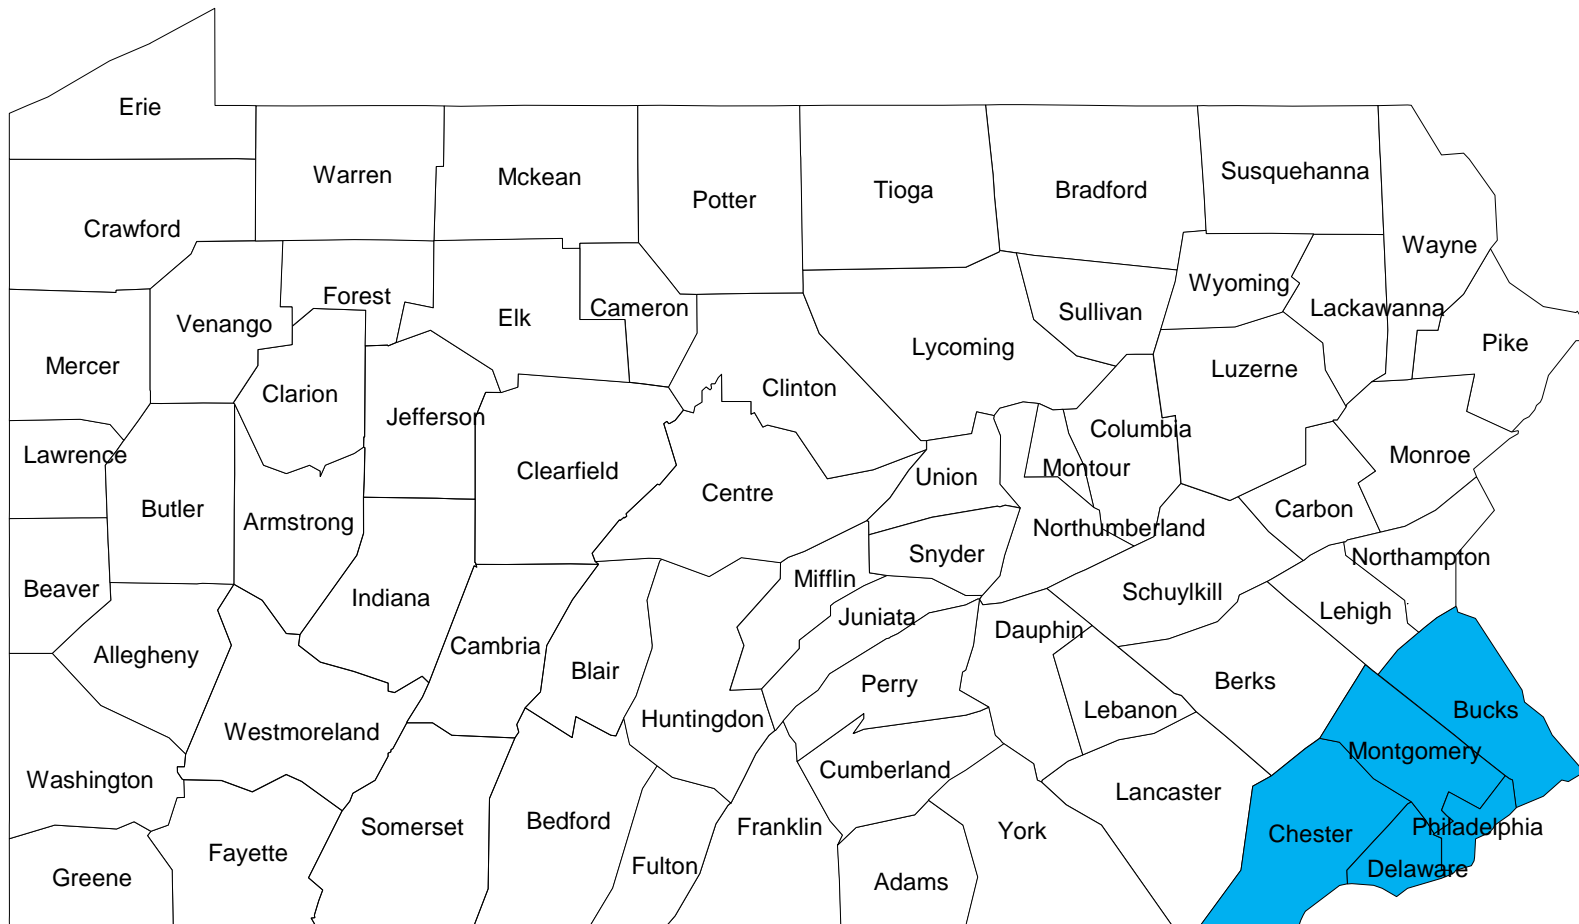 Erie
Warren
Mckean
Potter
Tioga
Bradford
Susquehanna
Crawford
Wayne
Forest
Venango
Elk
Cameron
Sullivan
Wyoming
Lackawanna
Mercer
Clarion
Jefferson
Clinton
Lycoming
Luzerne
Pike
Lawrence
Butler
Armstrong
Clearfield
Centre
Union
Montour
Columbia
Monroe
Carbon
Beaver
Indiana
Snyder
Northumberland
Northampton
Allegheny
Cambria
Blair
Mifflin
Juniata
Dauphin
Schuylkill
Lehigh
Westmoreland
Huntingdon
Perry
Lebanon
Berks
Bucks
Washington
Cumberland
Lancaster
Montgomery
Greene
Fayette
Somerset
Bedford
Fulton
Franklin
Adams
York
Chester
Delaware
Philadelphia